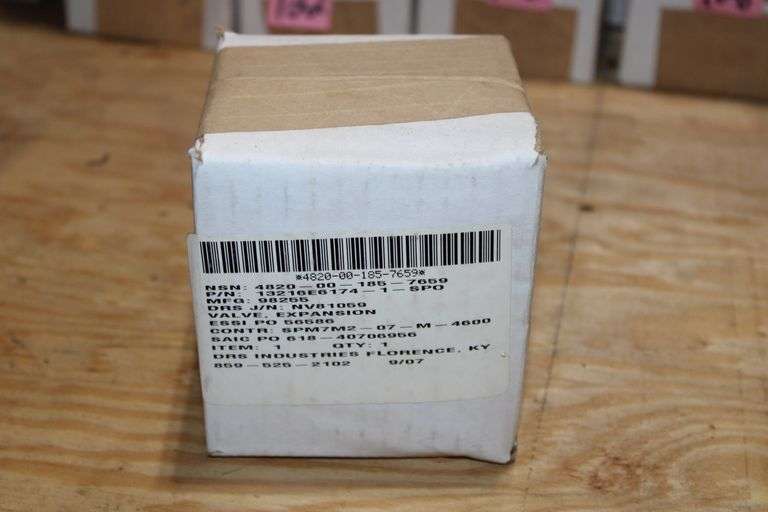 *4820-00-185-7659*
NSN: 4820-00-185-7659
P/N: 13216E6174-1-SPO
MFG: 98255
DRS J/N: NV81059
VALVE, EXPANSION
ESSI PO 56586
CONTR: SPM7M2-07-M-4600
SAIC PO 618-40706956
ITEM: 1 QTY: 1
DRS INDUSTRIES FLORENCE, KY
859-525-2102 9/07